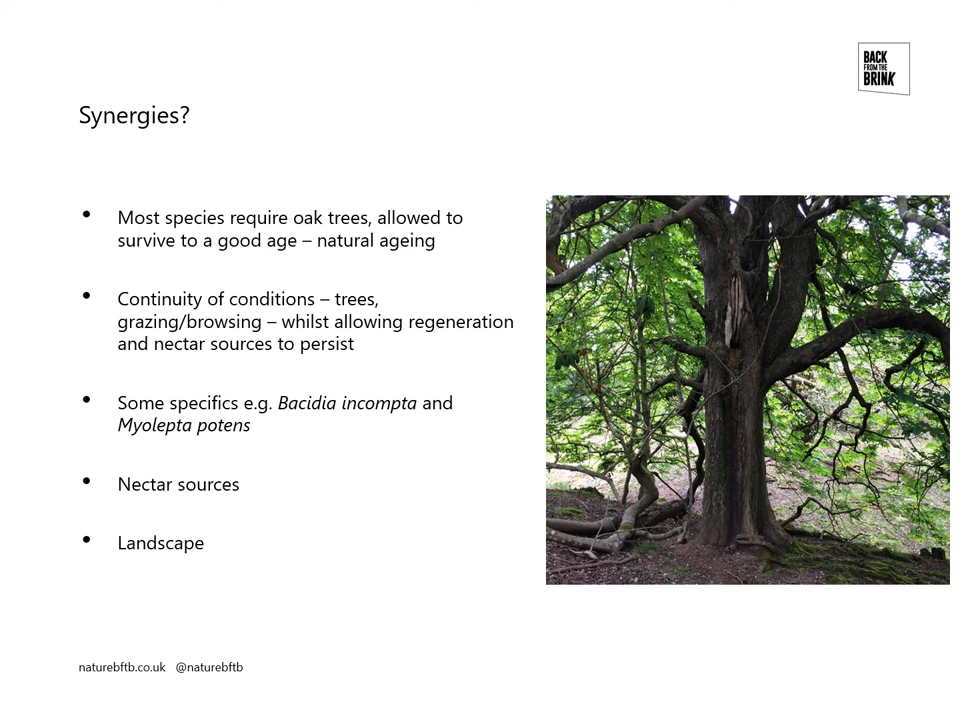 BACK
FROM THE
BRINK
Synergies?
• Most species require oak trees, allowed to
survive to a good age – natural ageing
• Continuity of conditions – trees,
grazing/browsing – whilst allowing regeneration
and nectar sources to persist
• Some specifics e.g. Bacidia incompta and
Myolepta potens
• Nectar sources
• Landscape
naturebftb.co.uk @naturebftb